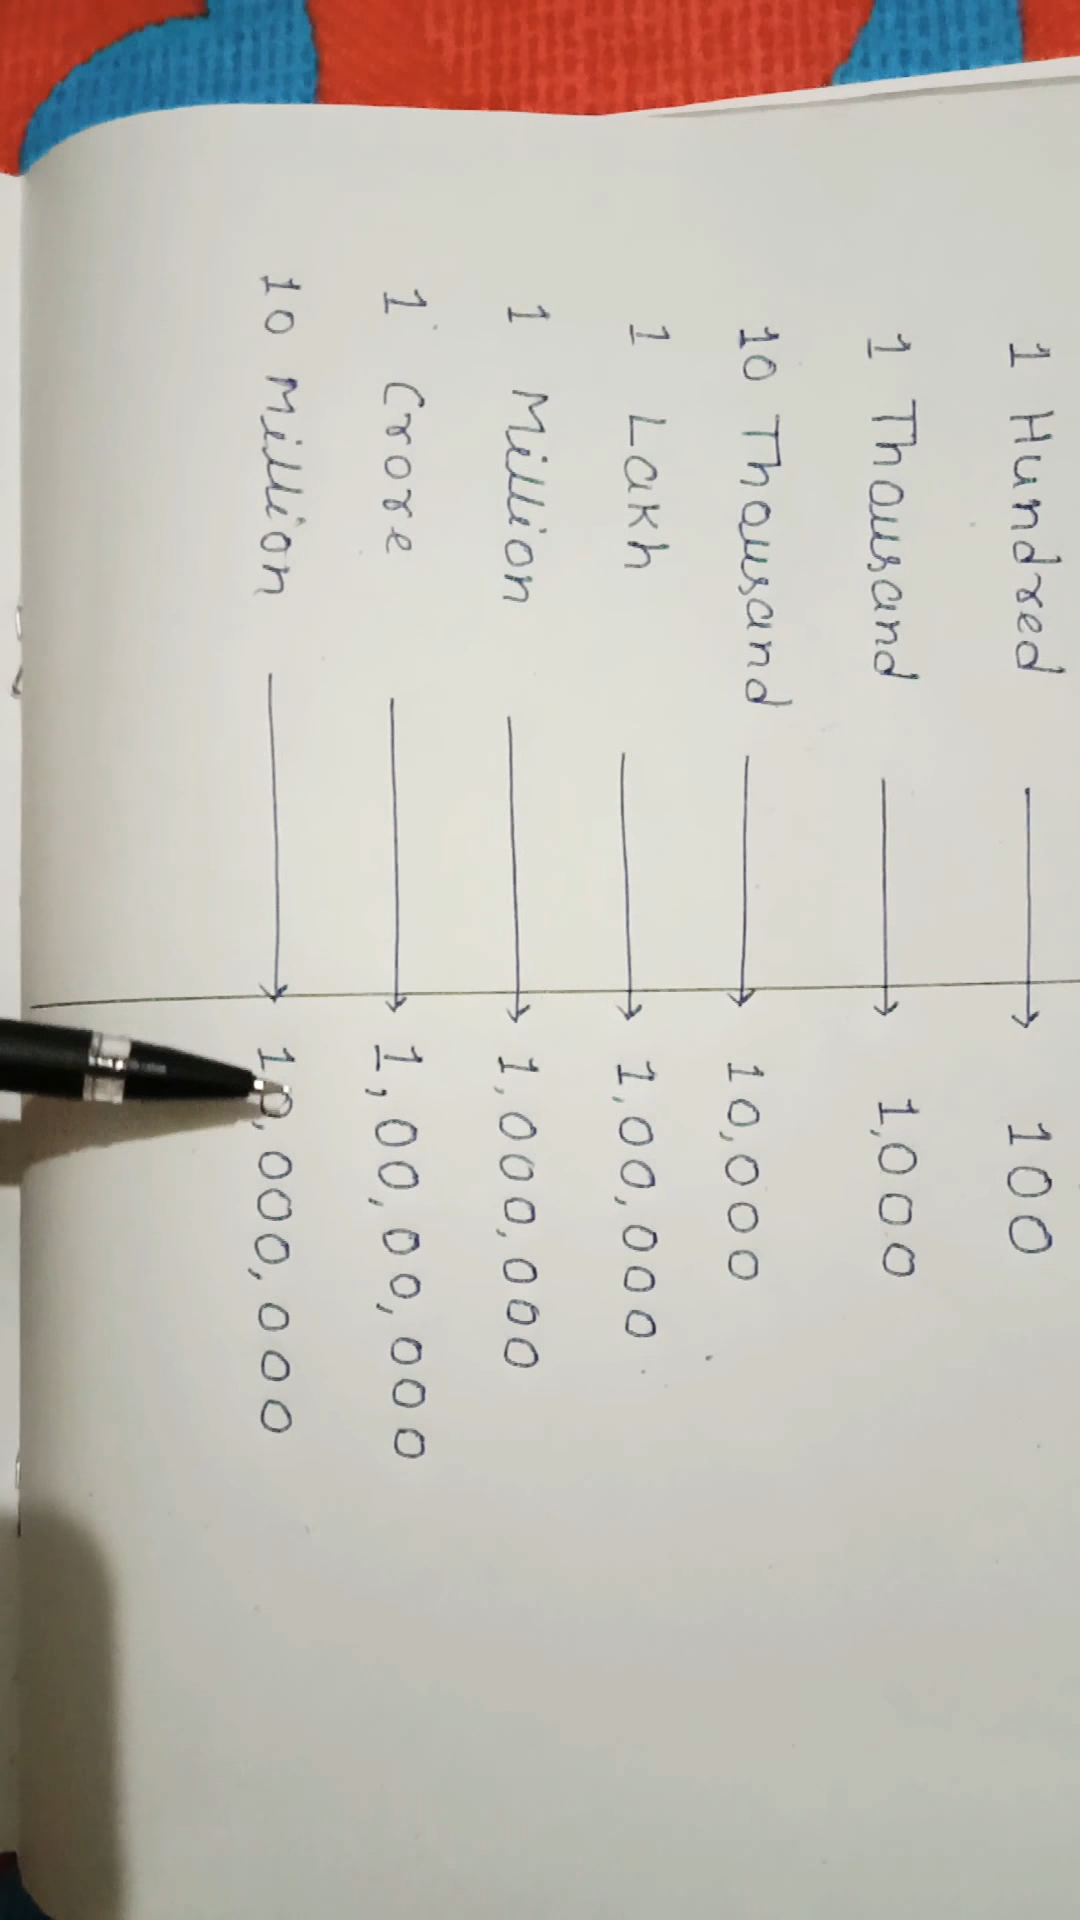 1 Hundred → 100
1 Thousand → 1,000
10 Thousand → 10,000
1 Lakh → 1,00,000
1 Million → 1,000,000
1 Crore → 1,00,00,000
10 Million → 10,000,000